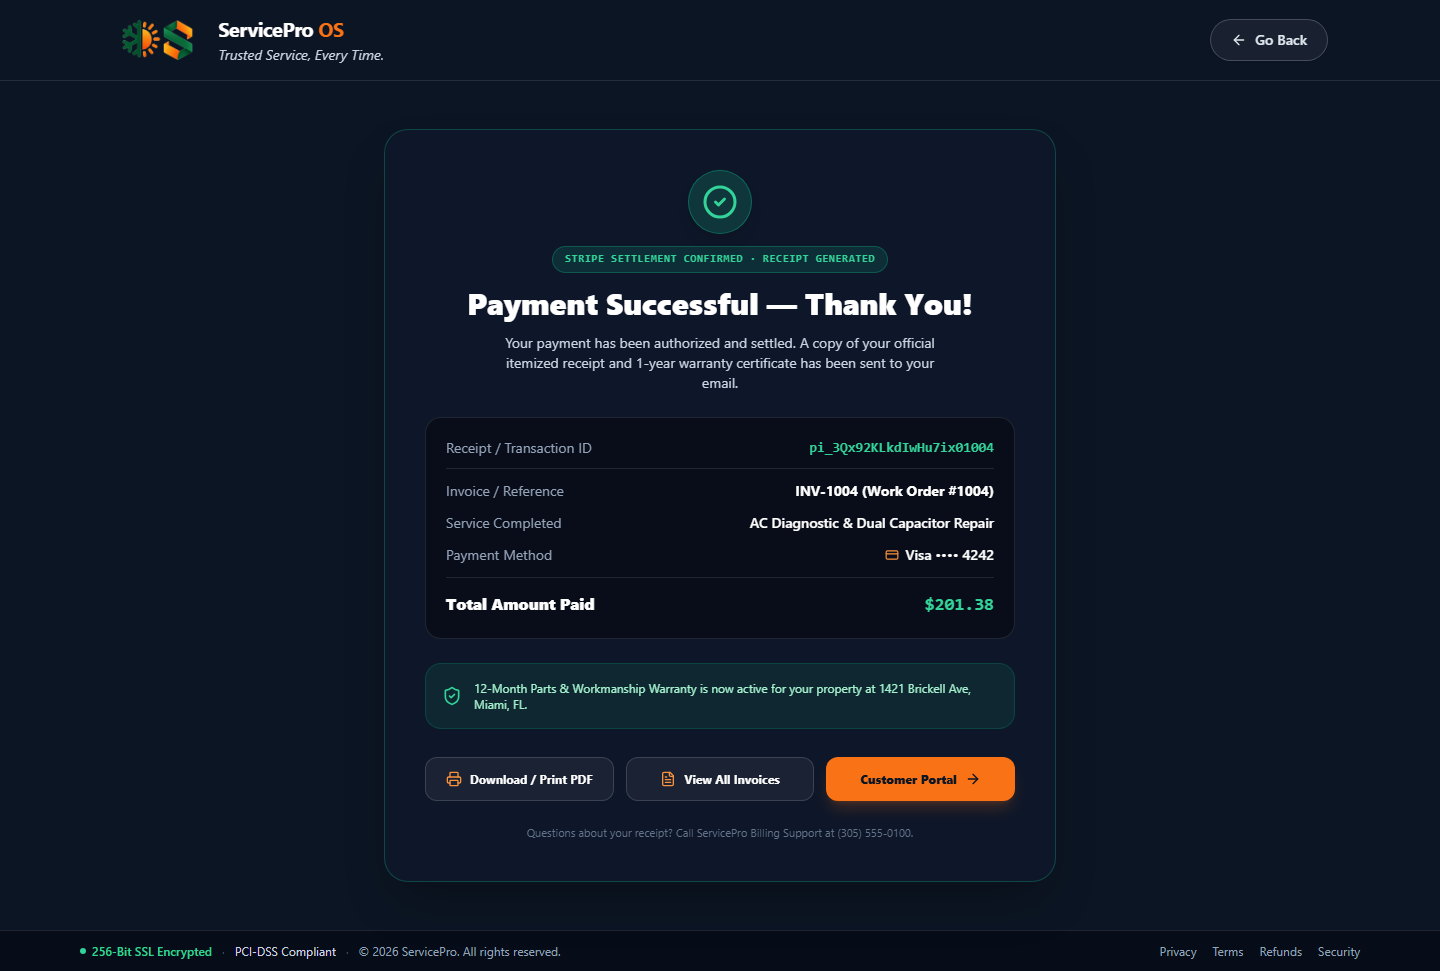 ServicePro OS
Trusted Service, Every Time.
Go Back
STRIPE SETTLEMENT CONFIRMED · RECEIPT GENERATED
Payment Successful — Thank You!
Your payment has been authorized and settled. A copy of your official
itemized receipt and 1-year warranty certificate has been sent to your
email.
Receipt / Transaction ID pi_3Qx92KLkdIwHu7ix01004
Invoice / Reference INV-1004 (Work Order #1004)
Service Completed AC Diagnostic & Dual Capacitor Repair
Payment Method Visa •••• 4242
Total Amount Paid $201.38
12-Month Parts & Workmanship Warranty is now active for your property at 1421 Brickell Ave,
Miami, FL.
Download / Print PDF View All Invoices Customer Portal
Questions about your receipt? Call ServicePro Billing Support at (305) 555-0100.
256-Bit SSL Encrypted · PCI-DSS Compliant · © 2026 ServicePro. All rights reserved. Privacy Terms Refunds Security